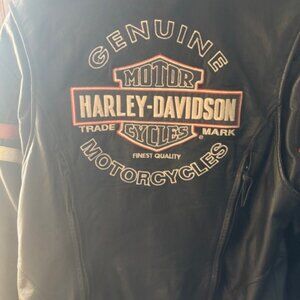 GENUINE
MOTOR
HARLEY-DAVIDSON
TRADE MARK
CYCLES
FINEST QUALITY
MOTORCYCLES